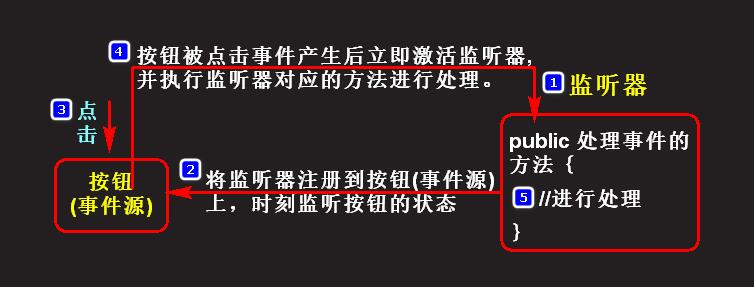 4 按钮被点击事件产生后立即激活监听器,
并执行监听器对应的方法进行处理。
1 监听器
3 点
击
public 处理事件的
方法 {
5 //进行处理
}
2 将监听器注册到按钮(事件源)
上，时刻监听按钮的状态
按钮
(事件源)